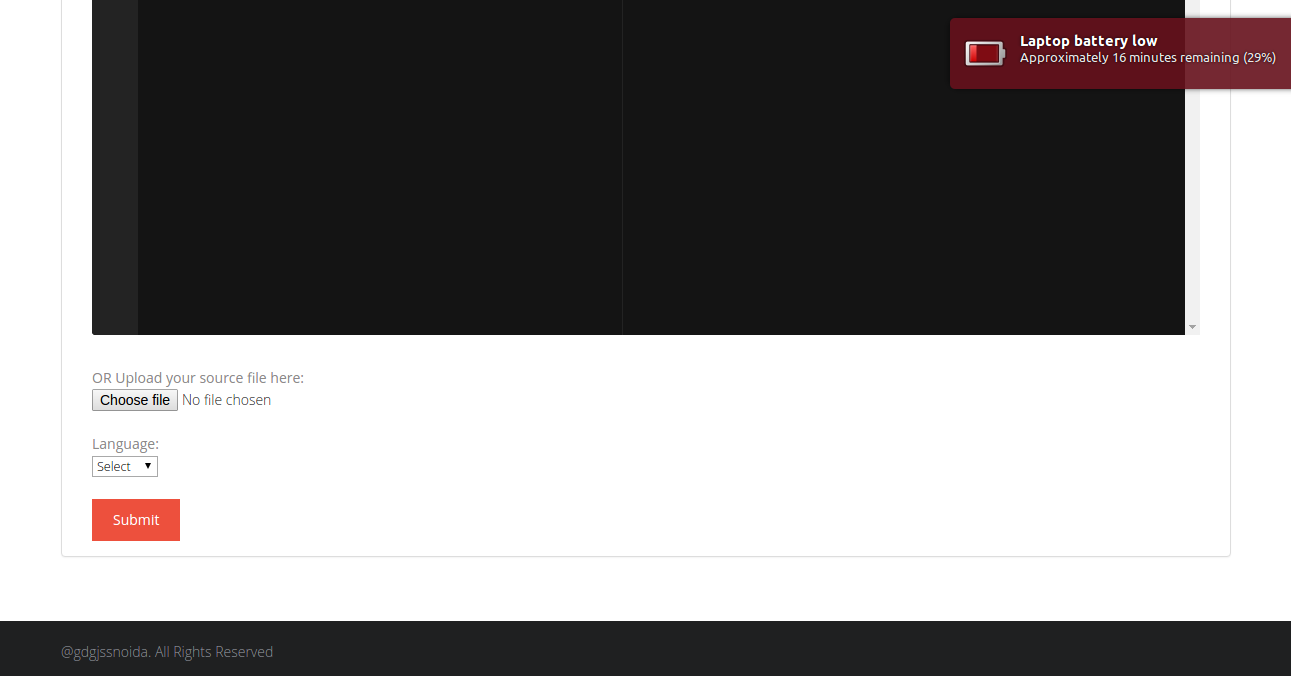 Laptop battery low
Approximately 16 minutes remaining (29%)
OR Upload your source file here:
Choose file No file chosen
Language:
Select
Submit
@gdgjssnoida. All Rights Reserved